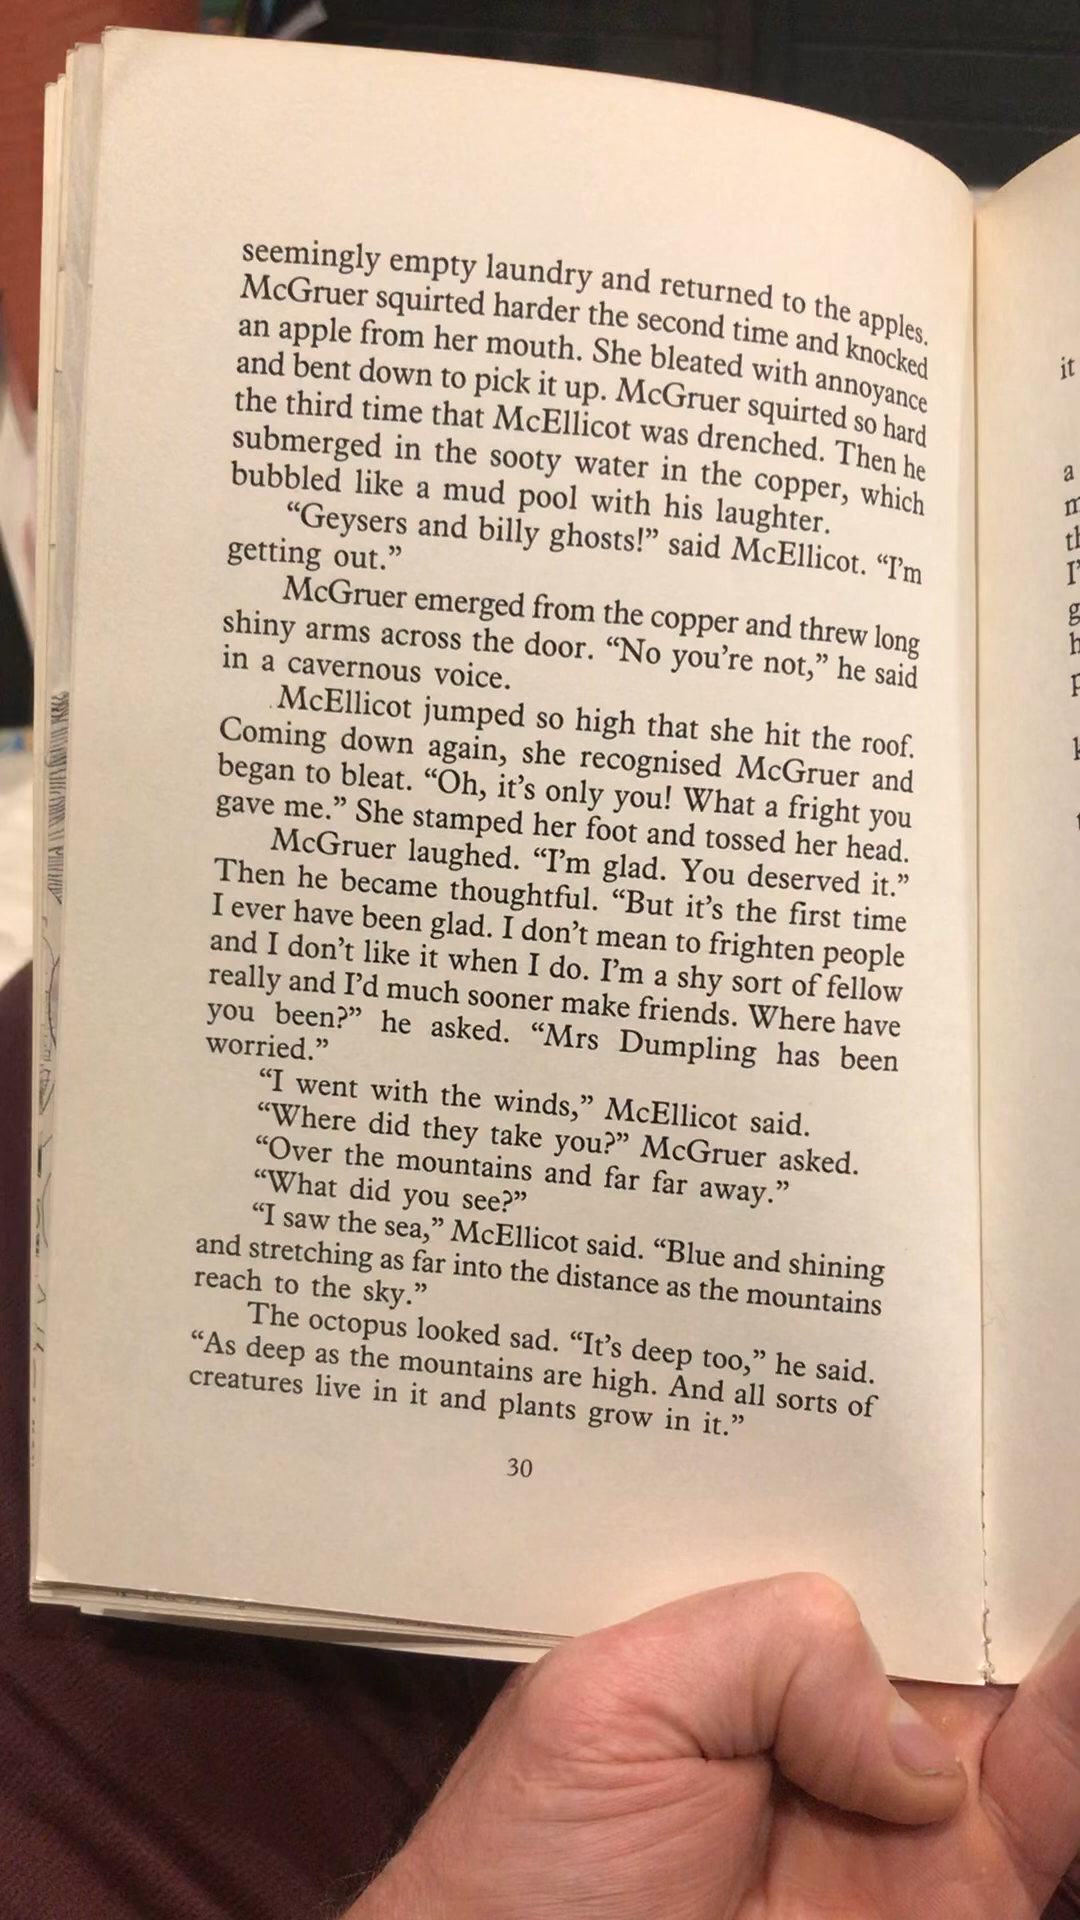 seemingly empty laundry and returned to the apples.
McGruer squirted harder the second time and knocked
an apple from her mouth. She bleated with annoyance
and bent down to pick it up. McGruer squirted so hard
the third time that McEllicot was drenched. Then he
submerged in the sooty water in the copper, which
bubbled like a mud pool with his laughter.
“Geysers and billy ghosts!” said McEllicot. “I’m
getting out.”
McGruer emerged from the copper and threw long
shiny arms across the door. “No you’re not,” he said
in a cavernous voice.
McEllicot jumped so high that she hit the roof.
Coming down again, she recognised McGruer and
began to bleat. “Oh, it’s only you! What a fright you
gave me.” She stamped her foot and tossed her head.
McGruer laughed. “I’m glad. You deserved it.”
Then he became thoughtful. “But it’s the first time
I ever have been glad. I don’t mean to frighten people
and I don’t like it when I do. I’m a shy sort of fellow
really and I’d much sooner make friends. Where have
you been?” he asked. “Mrs Dumpling has been
worried.”
“I went with the winds,” McEllicot said.
“Where did they take you?” McGruer asked.
“Over the mountains and far far away.”
“What did you see?”
“I saw the sea,” McEllicot said. “Blue and shining
and stretching as far into the distance as the mountains
reach to the sky.”
The octopus looked sad. “It’s deep too,” he said.
“As deep as the mountains are high. And all sorts of
creatures live in it and plants grow in it.”
30
it
a